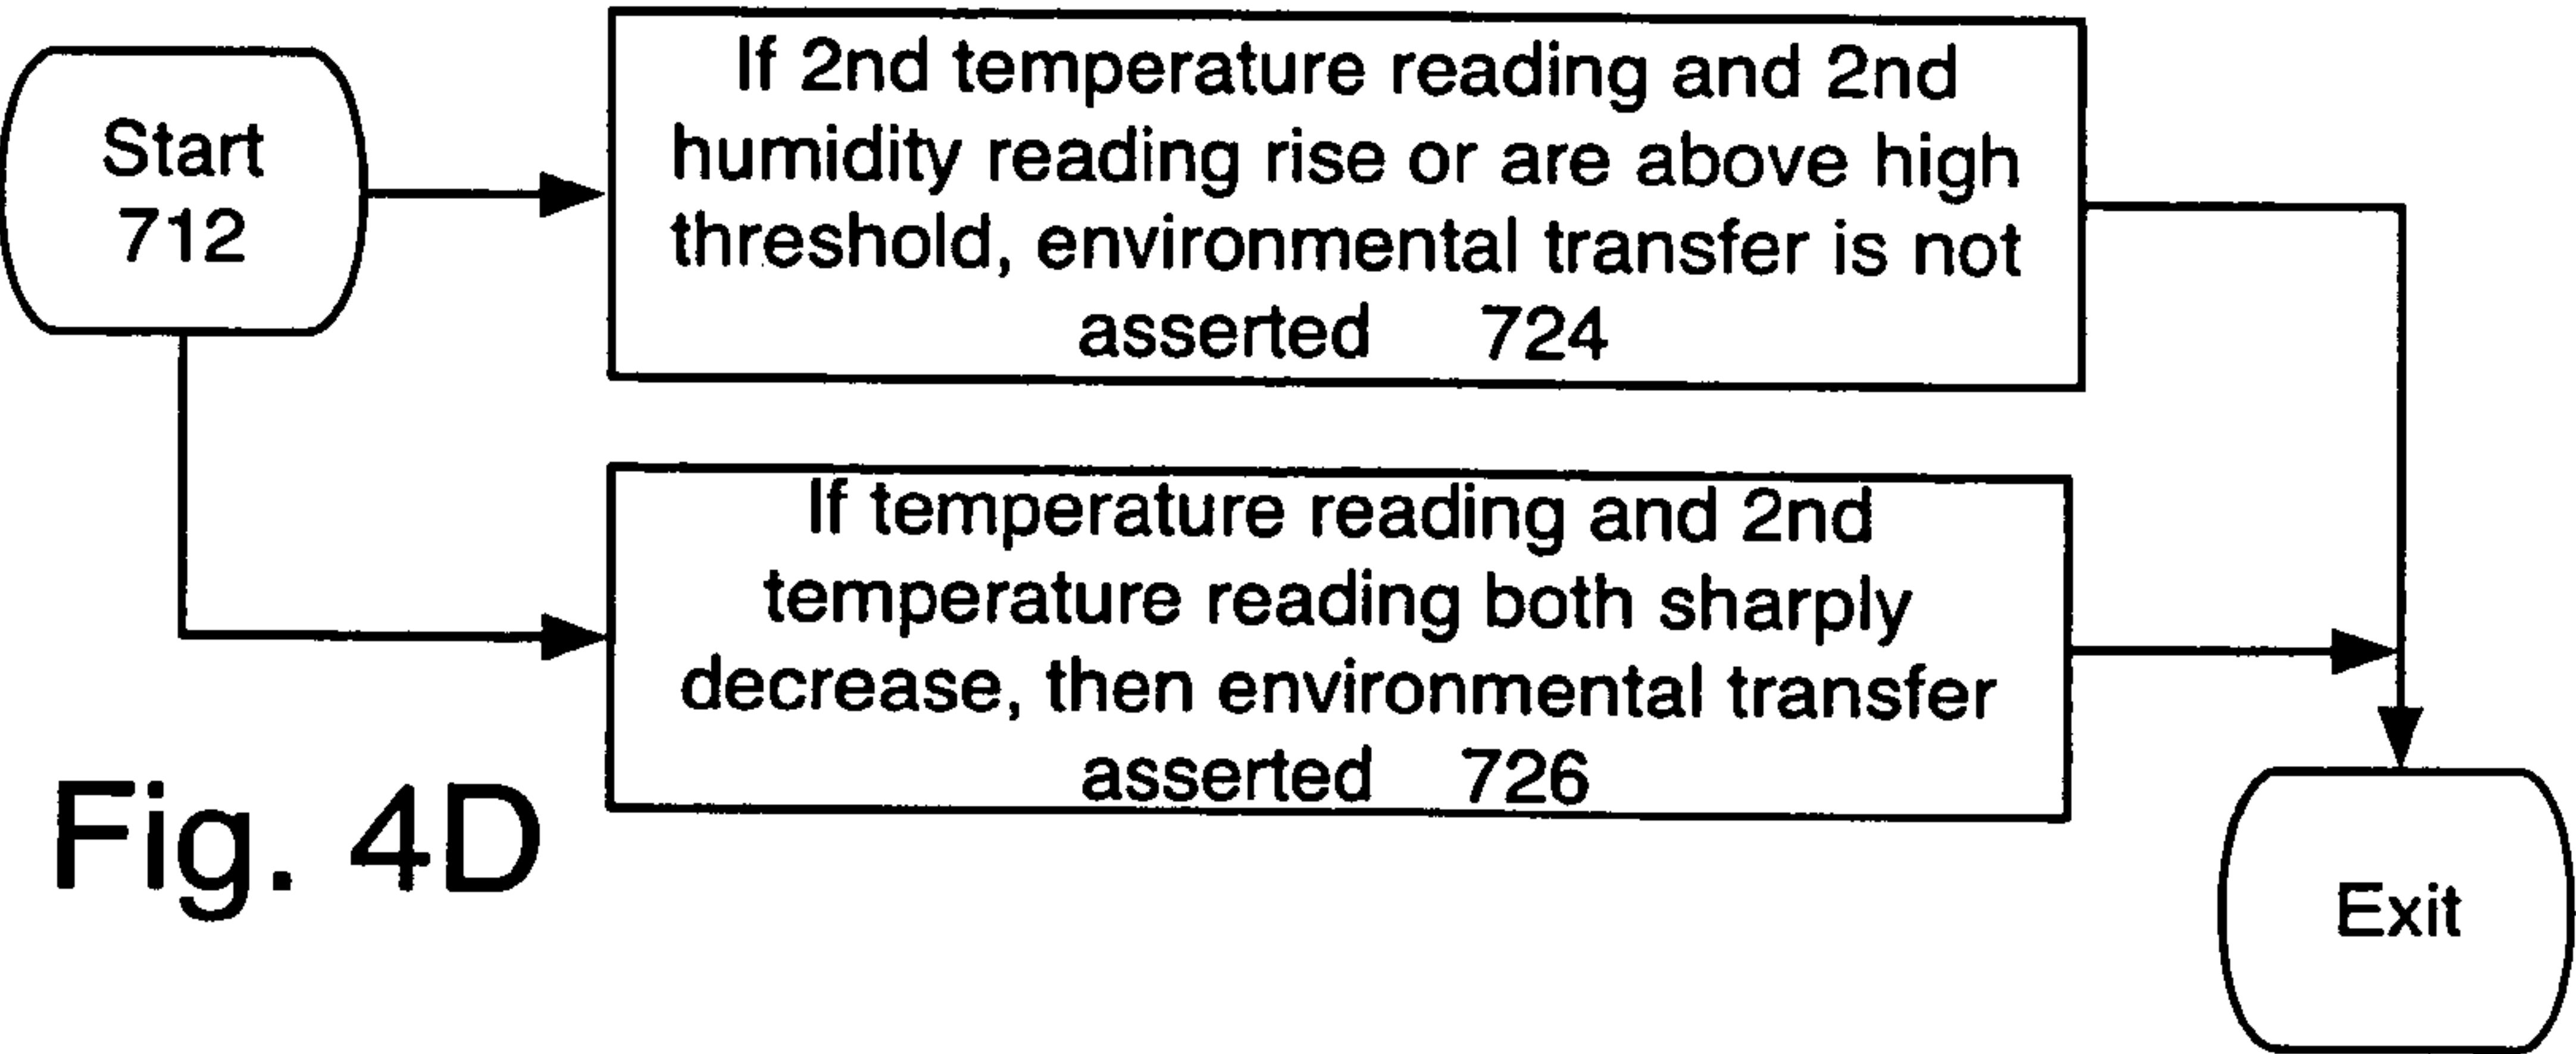 Start
712
If 2nd temperature reading and 2nd
humidity reading rise or are above high
threshold, environmental transfer is not
asserted 724
If temperature reading and 2nd
temperature reading both sharply
decrease, then environmental transfer
asserted 726
Fig. 4D
Exit